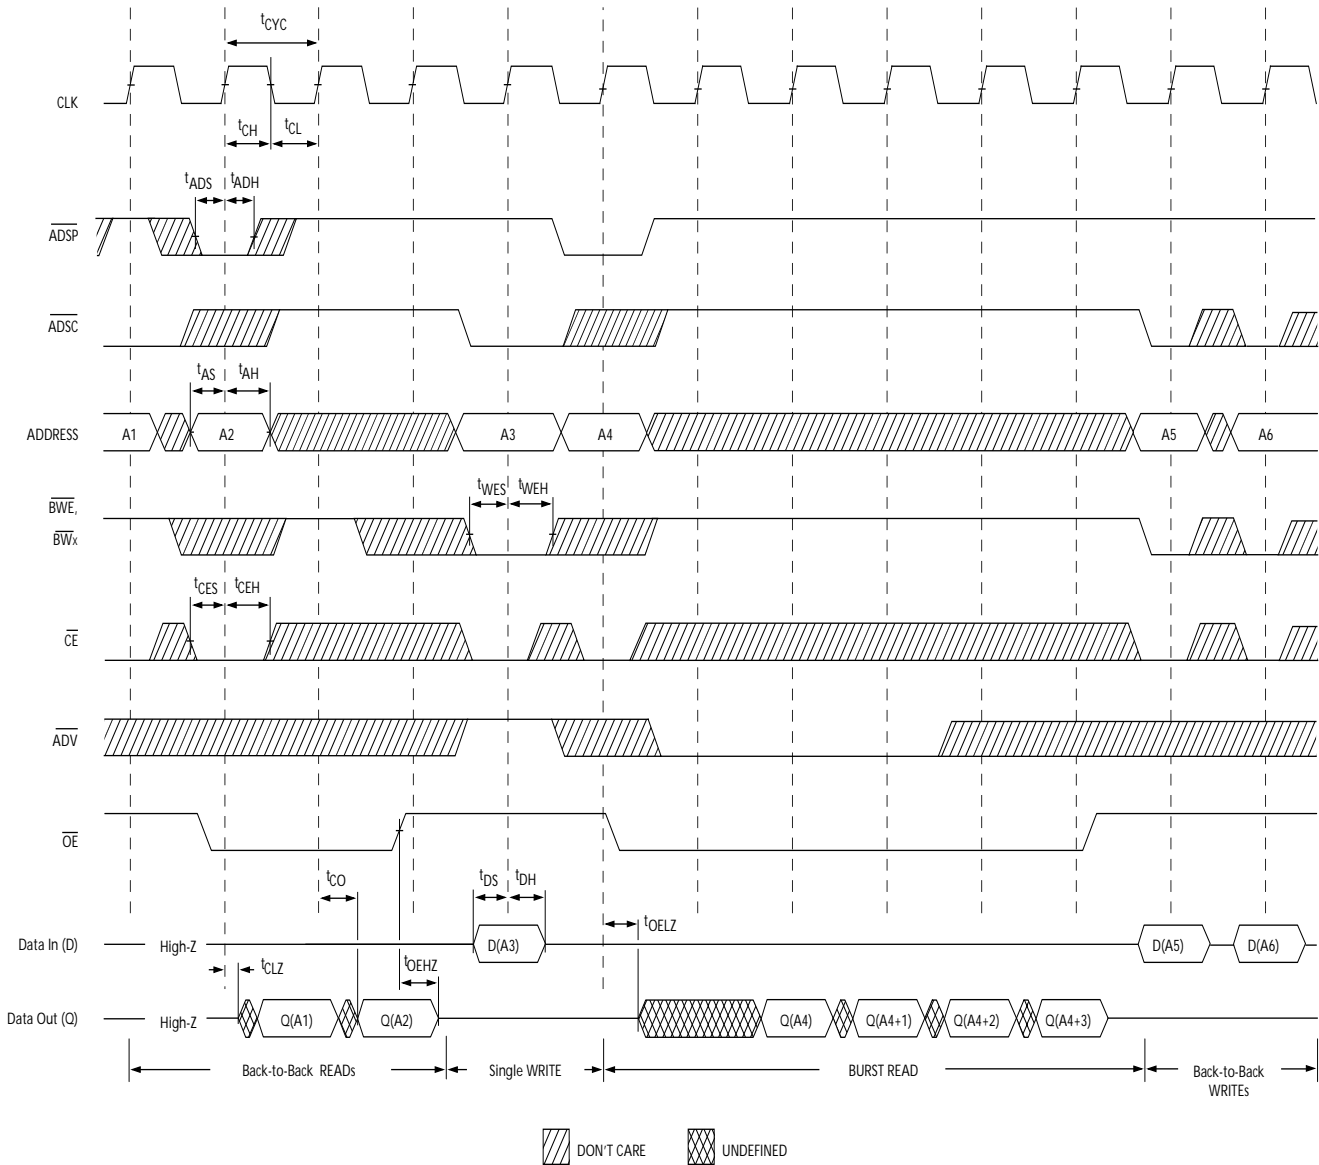 tCYC
CLK
tCH
tCL
tADS
tADH
ADSP
ADSC
tAS
tAH
ADDRESS
A1
A2
A3
A4
A5
A6
tWES
tWEH
BWE,
BWx
tCES
tCEH
CE
ADV
OE
tCO
tDS
tDH
tOELZ
Data In (D)
High-Z
D(A3)
D(A5)
D(A6)
tCLZ
tOEHZ
Data Out (Q)
High-Z
Q(A1)
Q(A2)
Q(A4)
Q(A4+1)
Q(A4+2)
Q(A4+3)
Back-to-Back READs
Single WRITE
BURST READ
Back-to-Back
WRITEs
DON'T CARE
UNDEFINED